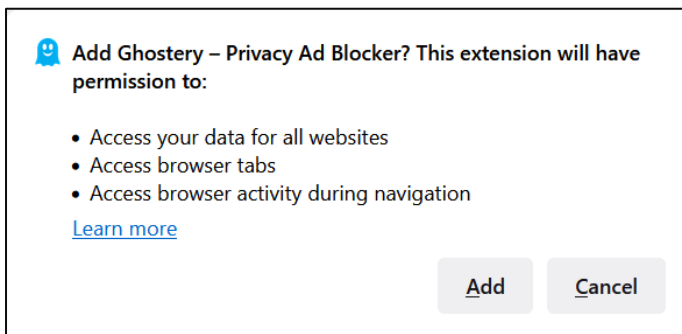 Add Ghostery – Privacy Ad Blocker? This extension will have
permission to:
• Access your data for all websites
• Access browser tabs
• Access browser activity during navigation
Learn more
Add Cancel